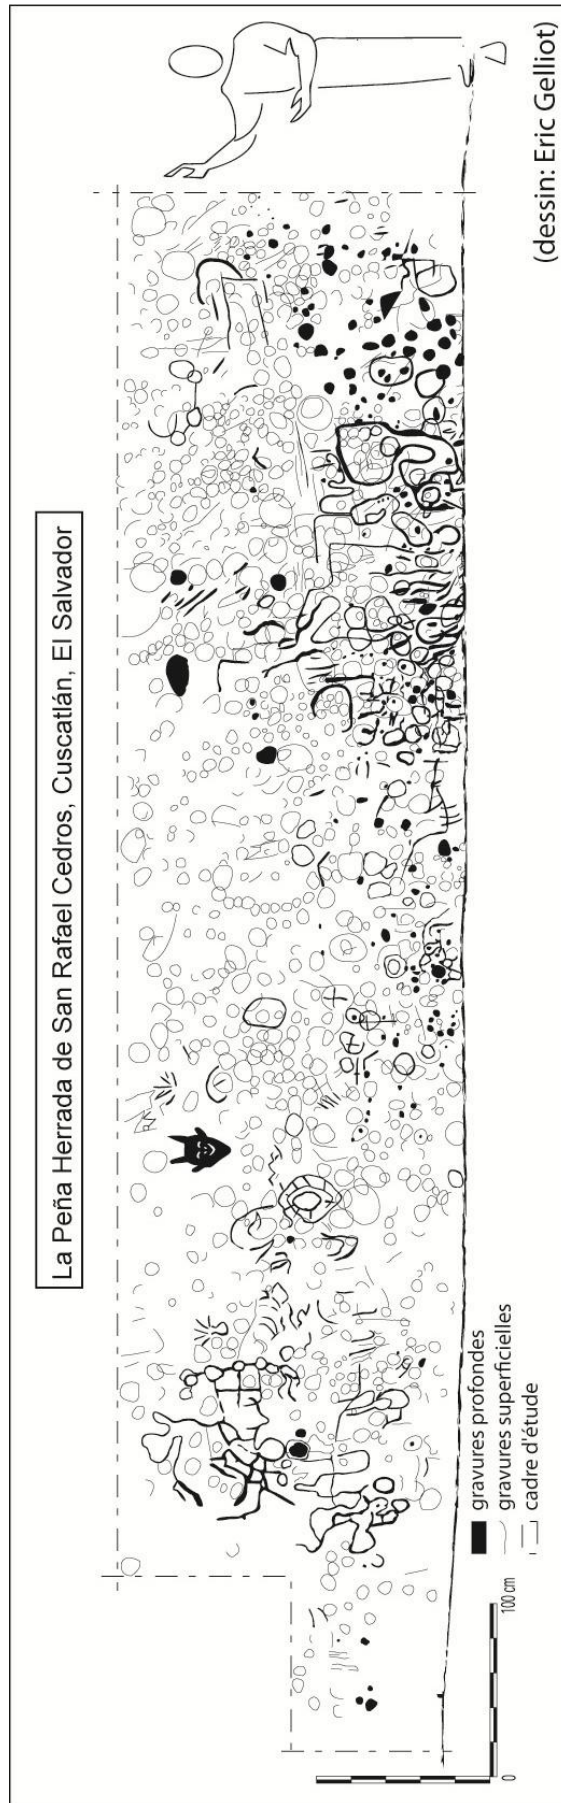 La Peña Herrada de San Rafael Cedros, Cuscatlán, El Salvador
gravures profondes
gravures superficielles
cadre d'étude
0
100 cm
(dessin: Eric Gelliot)